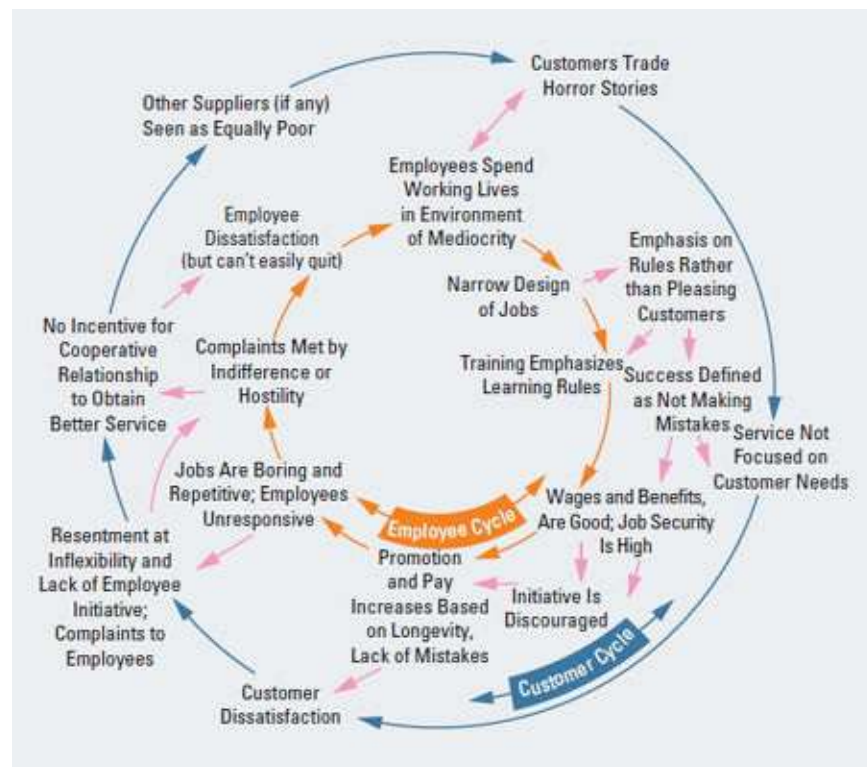 Customers Trade
Horror Stories
Other Suppliers (if any)
Seen as Equally Poor
Employees Spend
Working Lives
in Environment
of Mediocrity
Employee
Dissatisfaction
(but can't easily quit)
Emphasis on
Rules Rather
than Pleasing
Customers
Narrow Design
of Jobs
No Incentive for
Cooperative
Relationship
to Obtain
Better Service
Complaints Met by
Indifference or
Hostility
Training Emphasizes
Learning Rules
Success Defined
as Not Making
Mistakes
Service Not
Focused on
Customer Needs
Jobs Are Boring and
Repetitive; Employees
Unresponsive
Employee Cycle
Wages and Benefits,
Are Good; Job Security
Is High
Resentment at
Inflexibility and
Lack of Employee
Initiative;
Complaints to
Employees
Promotion
and Pay
Increases Based
on Longevity,
Lack of Mistakes
Initiative Is
Discouraged
Customer Cycle
Customer
Dissatisfaction